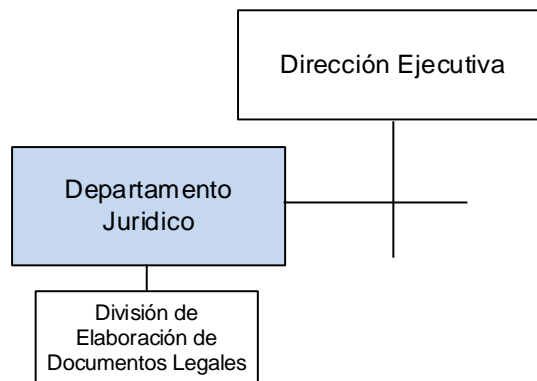 Dirección Ejecutiva
Departamento
Juridico
División de
Elaboración de
Documentos Legales